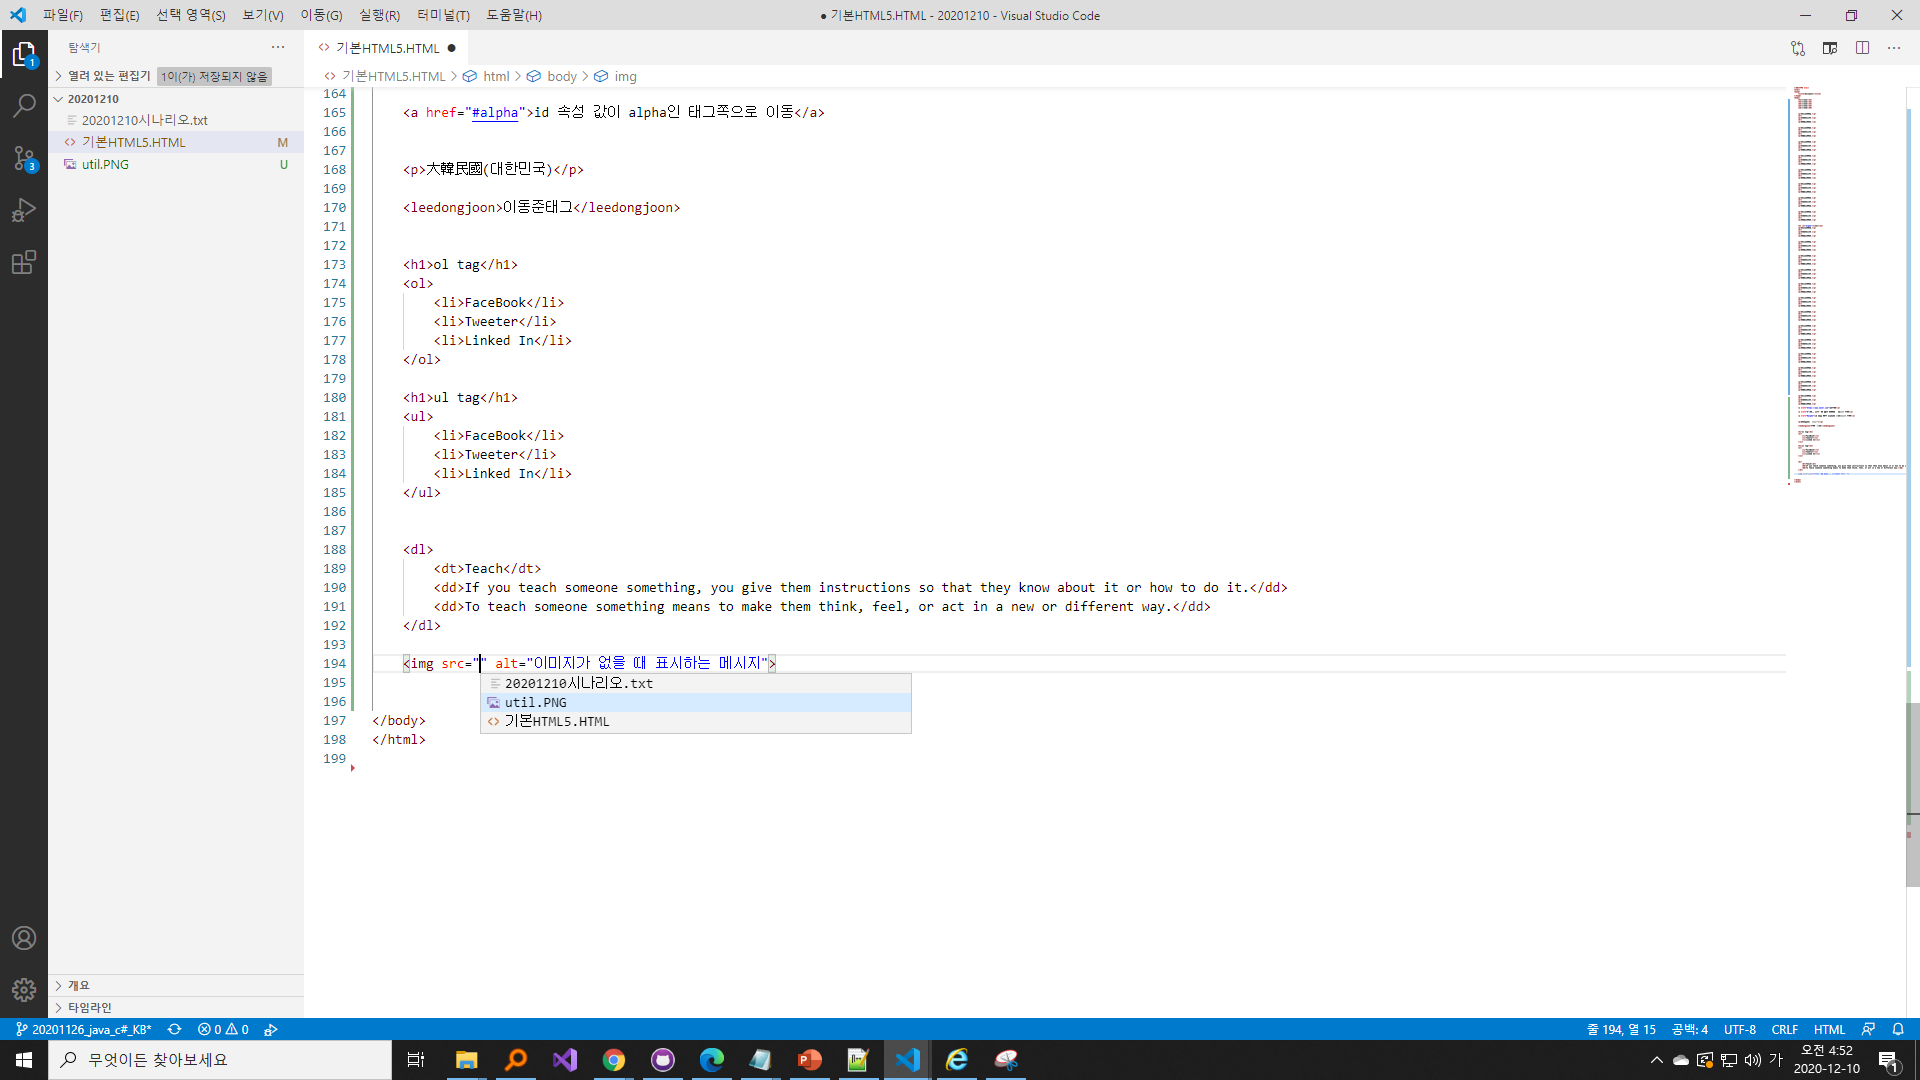 파일(F) 편집(E) 선택 영역(S) 보기(V) 이동(G) 실행(R) 터미널(T) 도움말(H)
● 기본HTML5.HTML - 20201210 - Visual Studio Code
탐색기
기본HTML5.HTML
열려 있는 편집기 1이(가) 저장되지 않음
기본HTML5.HTML > html > body > img
20201210
20201210시나리오.txt
기본HTML5.HTML M
util.PNG U
1
3
164
165 <a href="#alpha">id 속성 값이 alpha인 태그쪽으로 이동</a>
166
167
168 <p>大韓民國(대한민국)</p>
169
170 <leedongjoon>이동준태그</leedongjoon>
171
172
173 <h1>ol tag</h1>
174 <ol>
175 <li>FaceBook</li>
176 <li>Tweeter</li>
177 <li>Linked In</li>
178 </ol>
179
180 <h1>ul tag</h1>
181 <ul>
182 <li>FaceBook</li>
183 <li>Tweeter</li>
184 <li>Linked In</li>
185 </ul>
186
187
188 <dl>
189 <dt>Teach</dt>
190 <dd>If you teach someone something, you give them instructions so that they know about it or how to do it.</dd>
191 <dd>To teach someone something means to make them think, feel, or act in a new or different way.</dd>
192 </dl>
193
194 <img src="" alt="이미지가 없을 때 표시하는 메시지">
195
196
197 </body>
198 </html>
199
20201210시나리오.txt
util.PNG
기본HTML5.HTML
개요
타임라인
20201126_java_c#_KB* 0 0
줄 194, 열 15 공백: 4 UTF-8 CRLF HTML
무엇이든 찾아보세요
가
오전 4:52
2020-12-10
1